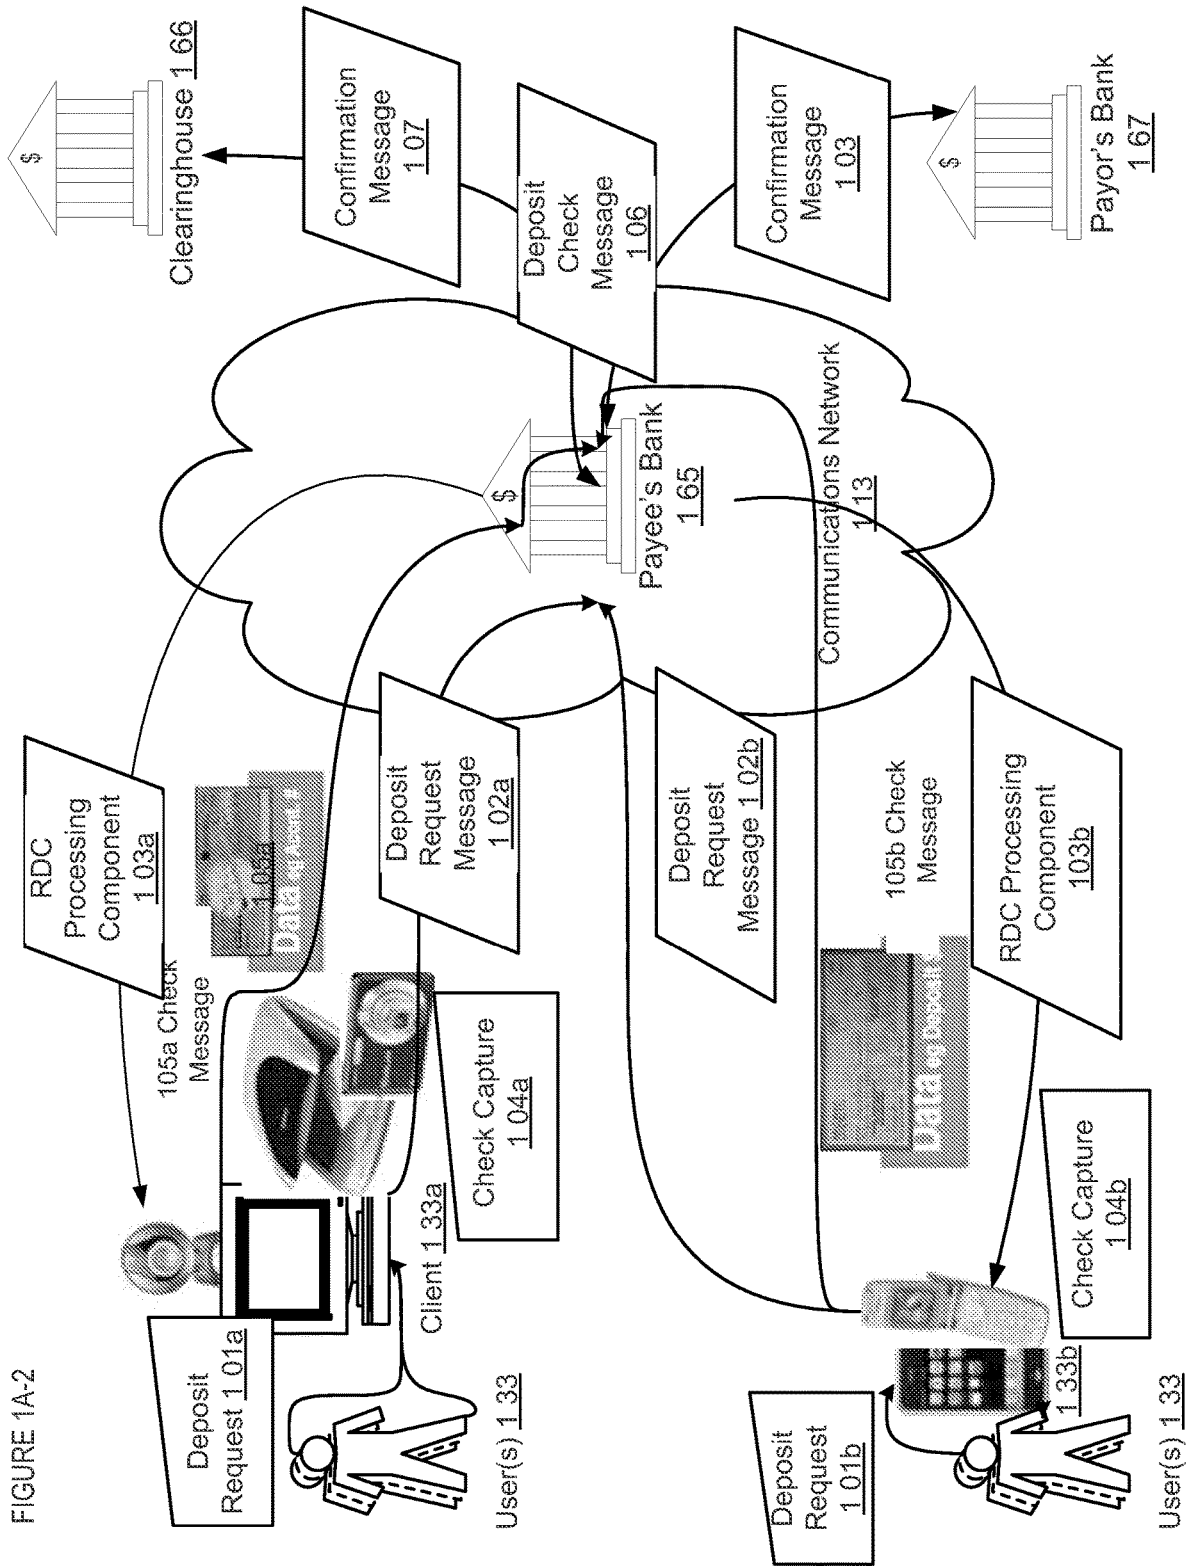 FIGURE 1A-2
Deposit
Request 101a
User(s) 133
Client 133a
Check Capture
104a
105a Check
Message
RDC
Processing
Component
103a
105a
Data
Deposit
Request
Message
102a
Deposit
Request
101b
User(s) 133
133b
Check Capture
104b
Data
105b Check
Message
RDC Processing
Component
103b
Deposit
Request
Message 102b
Communications Network
113
$
Payee's Bank
165
Deposit
Check
Message
106
Confirmation
Message
107
$
Clearinghouse 166
Confirmation
Message
103
$
Payor's Bank
167